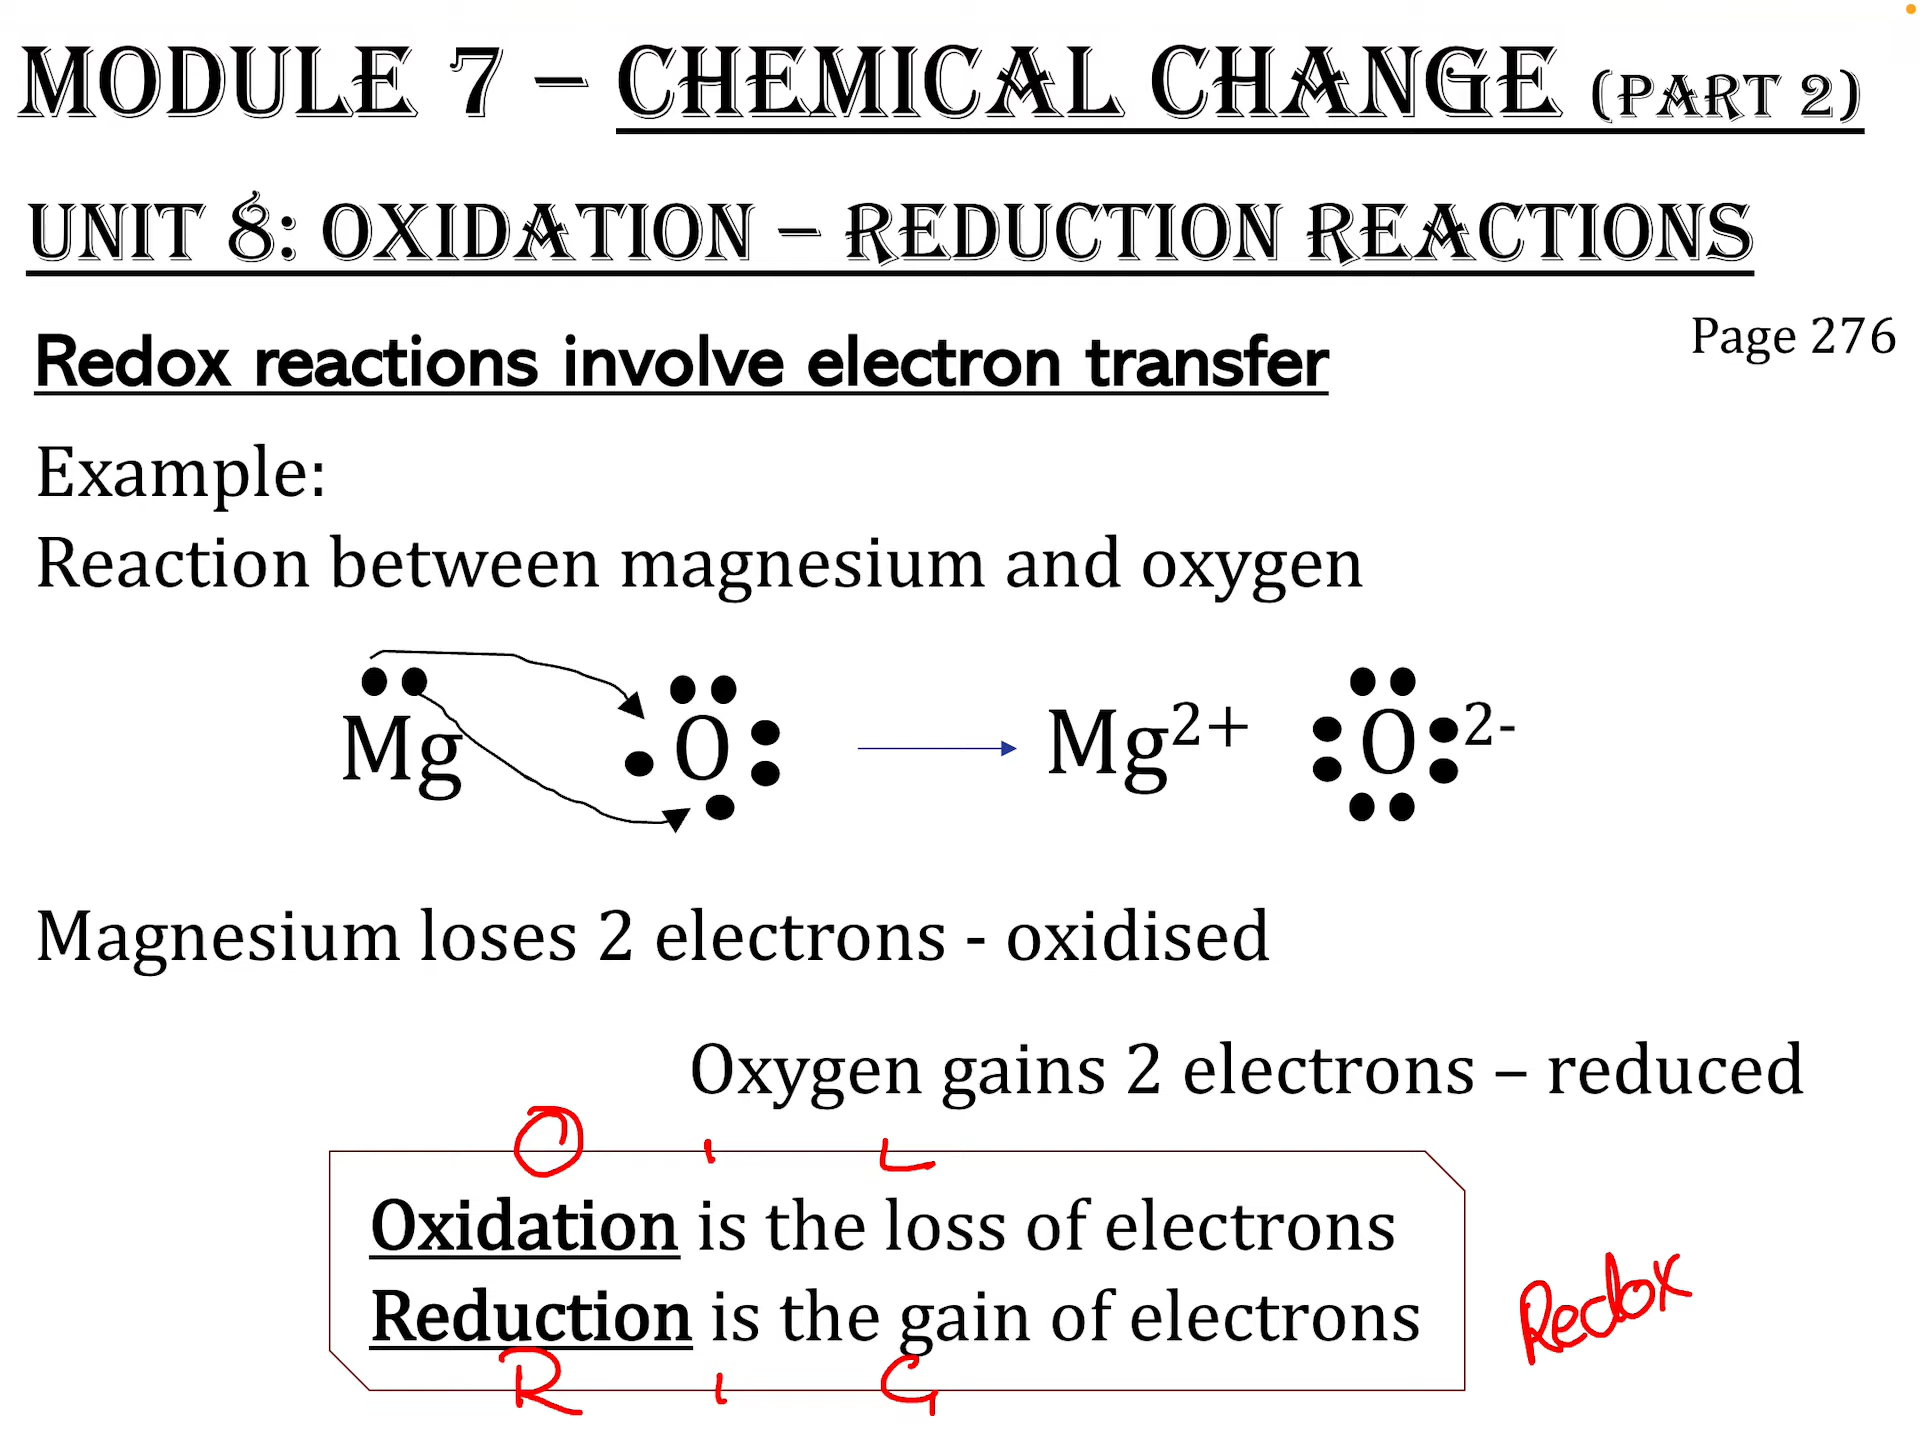 MODULE 7 – CHEMICAL CHANGE (PART 2)
UNIT 8: OXIDATION – REDUCTION REACTIONS
Page 276
Redox reactions involve electron transfer
Example:
Reaction between magnesium and oxygen
Mg O Mg²⁺ O²⁻
Magnesium loses 2 electrons - oxidised
Oxygen gains 2 electrons – reduced
O I L
Oxidation is the loss of electrons
Reduction is the gain of electrons
R I G
Redox